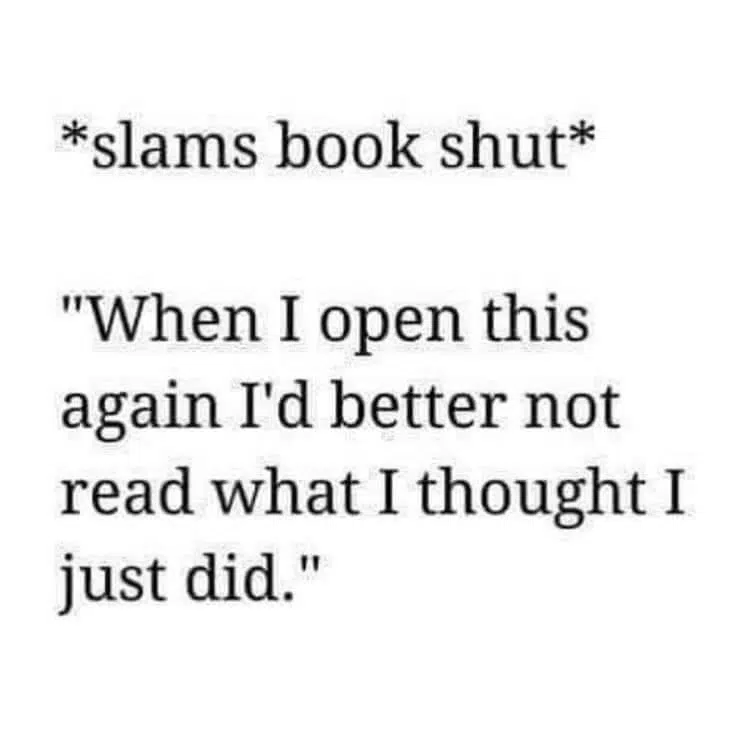 *slams book shut*
"When I open this
again I'd better not
read what I thought I
just did."